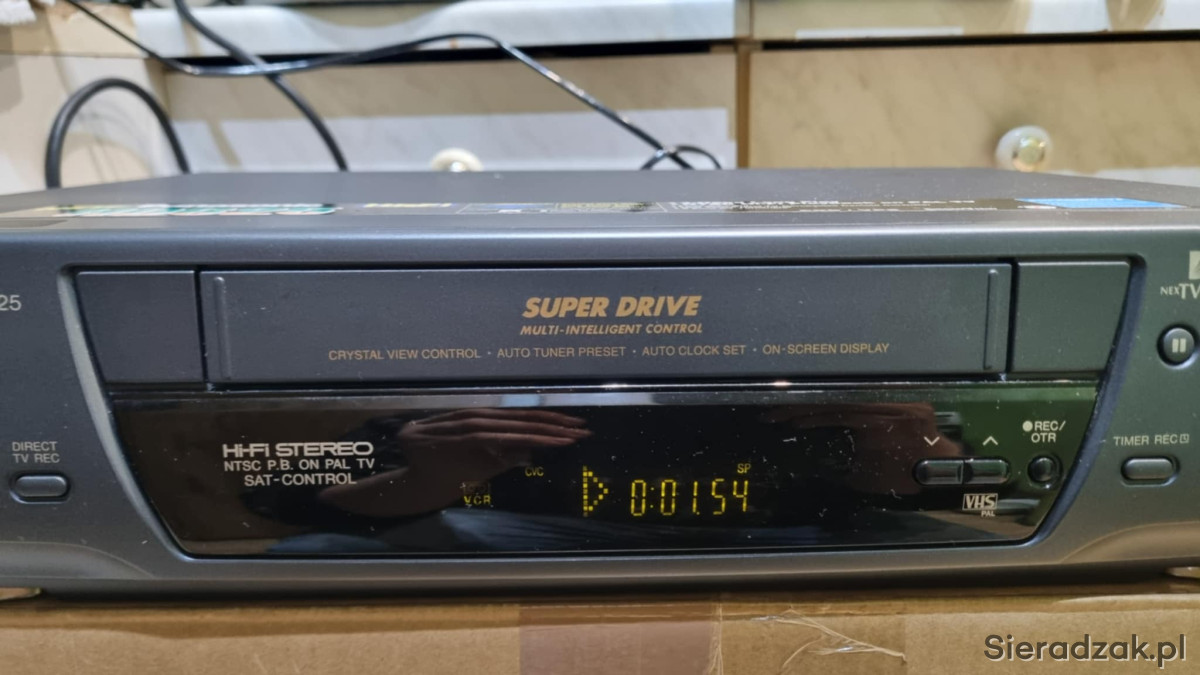 25
SUPER DRIVE
MULTI-INTELLIGENT CONTROL
CRYSTAL VIEW CONTROL • AUTO TUNER PRESET • AUTO CLOCK SET • ON-SCREEN DISPLAY
NEXTV
DIRECT
TV REC
HI-FI STEREO
NTSC P.B. ON PAL TV
SAT-CONTROL
VCR
CVC
SP
0:01.54
REC/
OTR
VHS
PAL
TIMER REC
Sieradzak.pl